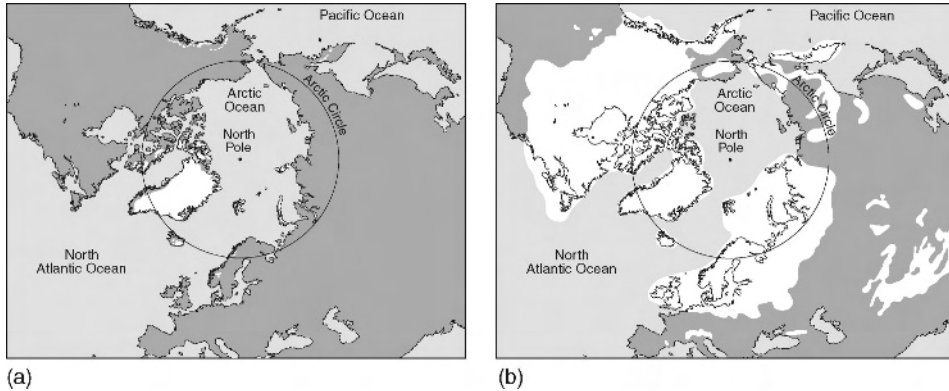 Pacific Ocean
Arctic
Ocean
Arctic Circle
North
Pole
North
Atlantic Ocean
(a)
Pacific Ocean
Arctic
Ocean
Arctic Circle
North
Pole
North
Atlantic Ocean
(b)